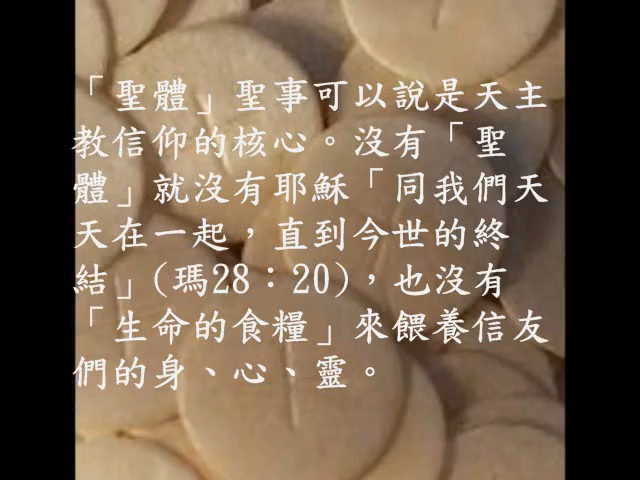 「聖體」聖事可以說是天主
教信仰的核心。沒有「聖
體」就沒有耶穌「同我們天
天在一起，直到今世的終
結」(瑪28：20)，也沒有
「生命的食糧」來餵養信友
們的身、心、靈。